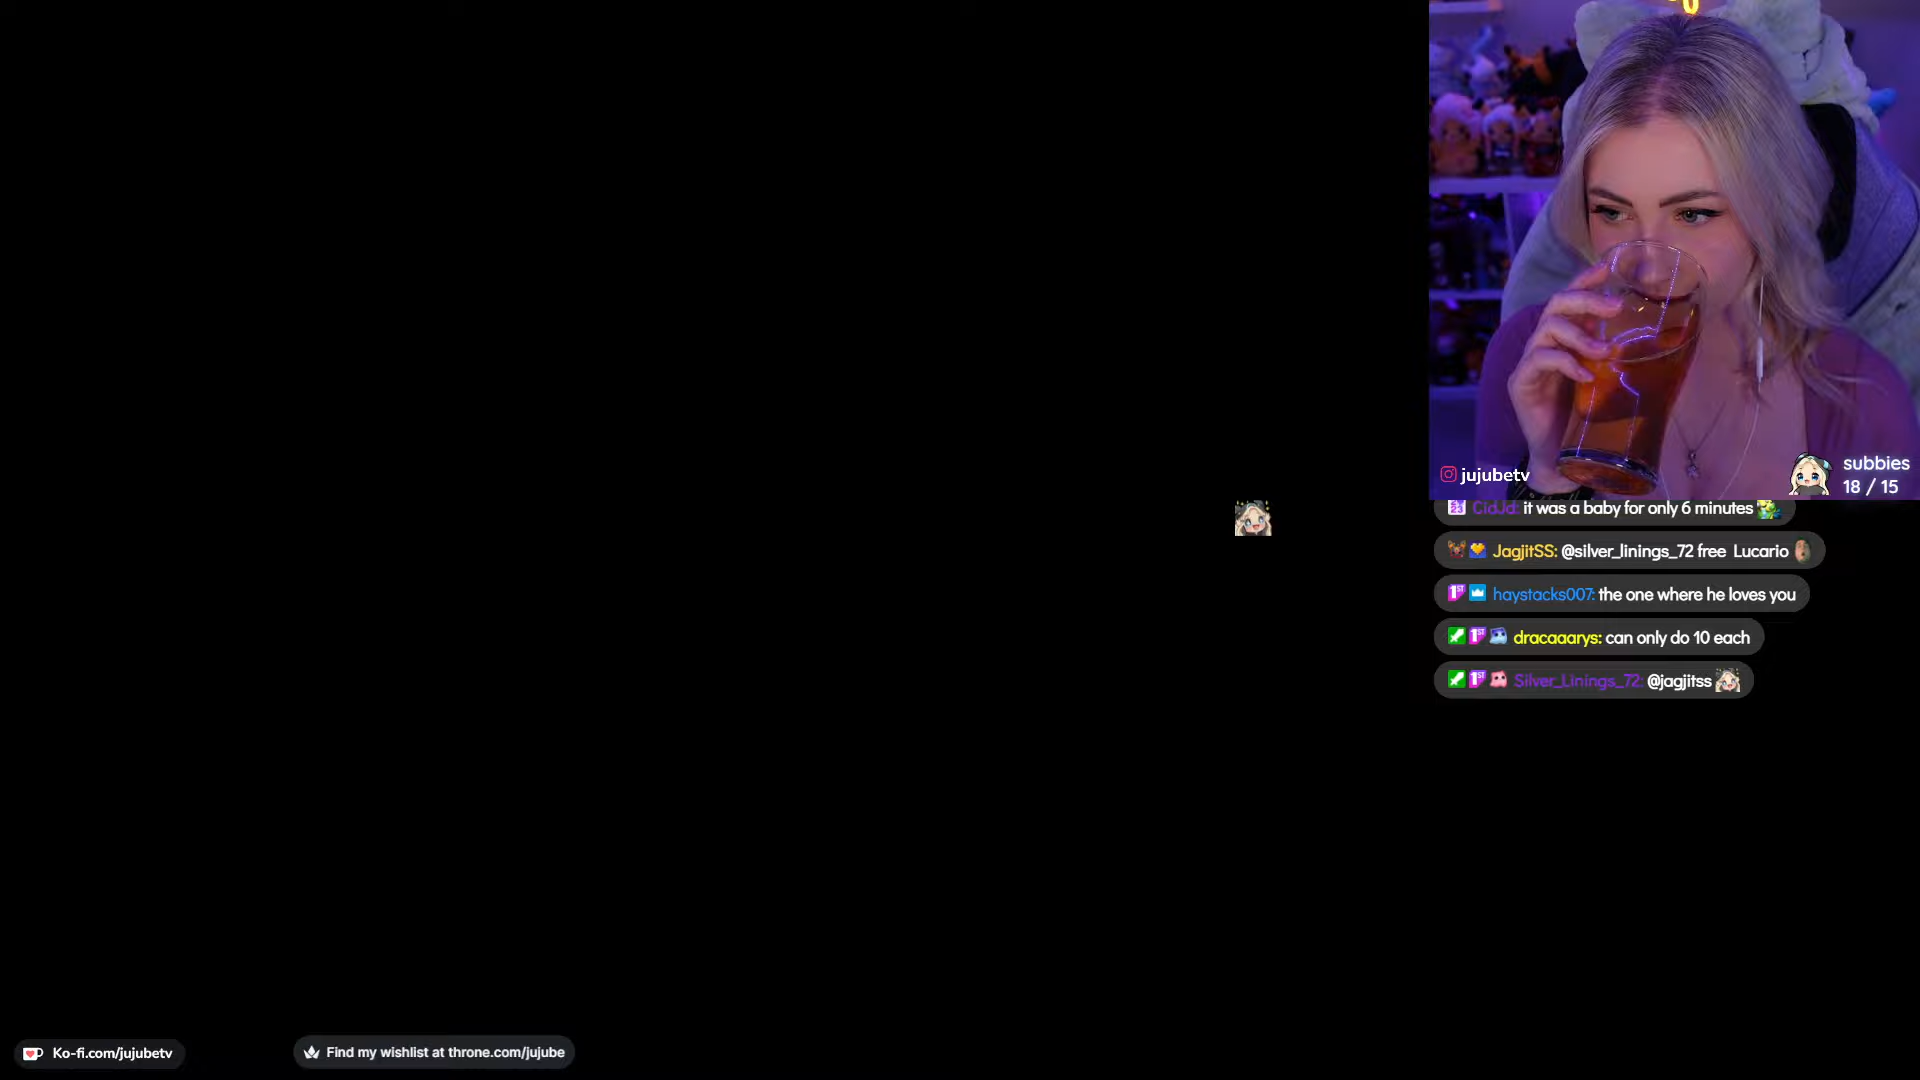 jujubetv
subbies
18 / 15
CidJd: it was a baby for only 6 minutes
JagjitSS: @silver_linings_72 free Lucario
haystacks007: the one where he loves you
dracaaarys: can only do 10 each
Silver_Linings_72: @jagjitss
Ko-fi.com/jujubetv
Find my wishlist at throne.com/jujube